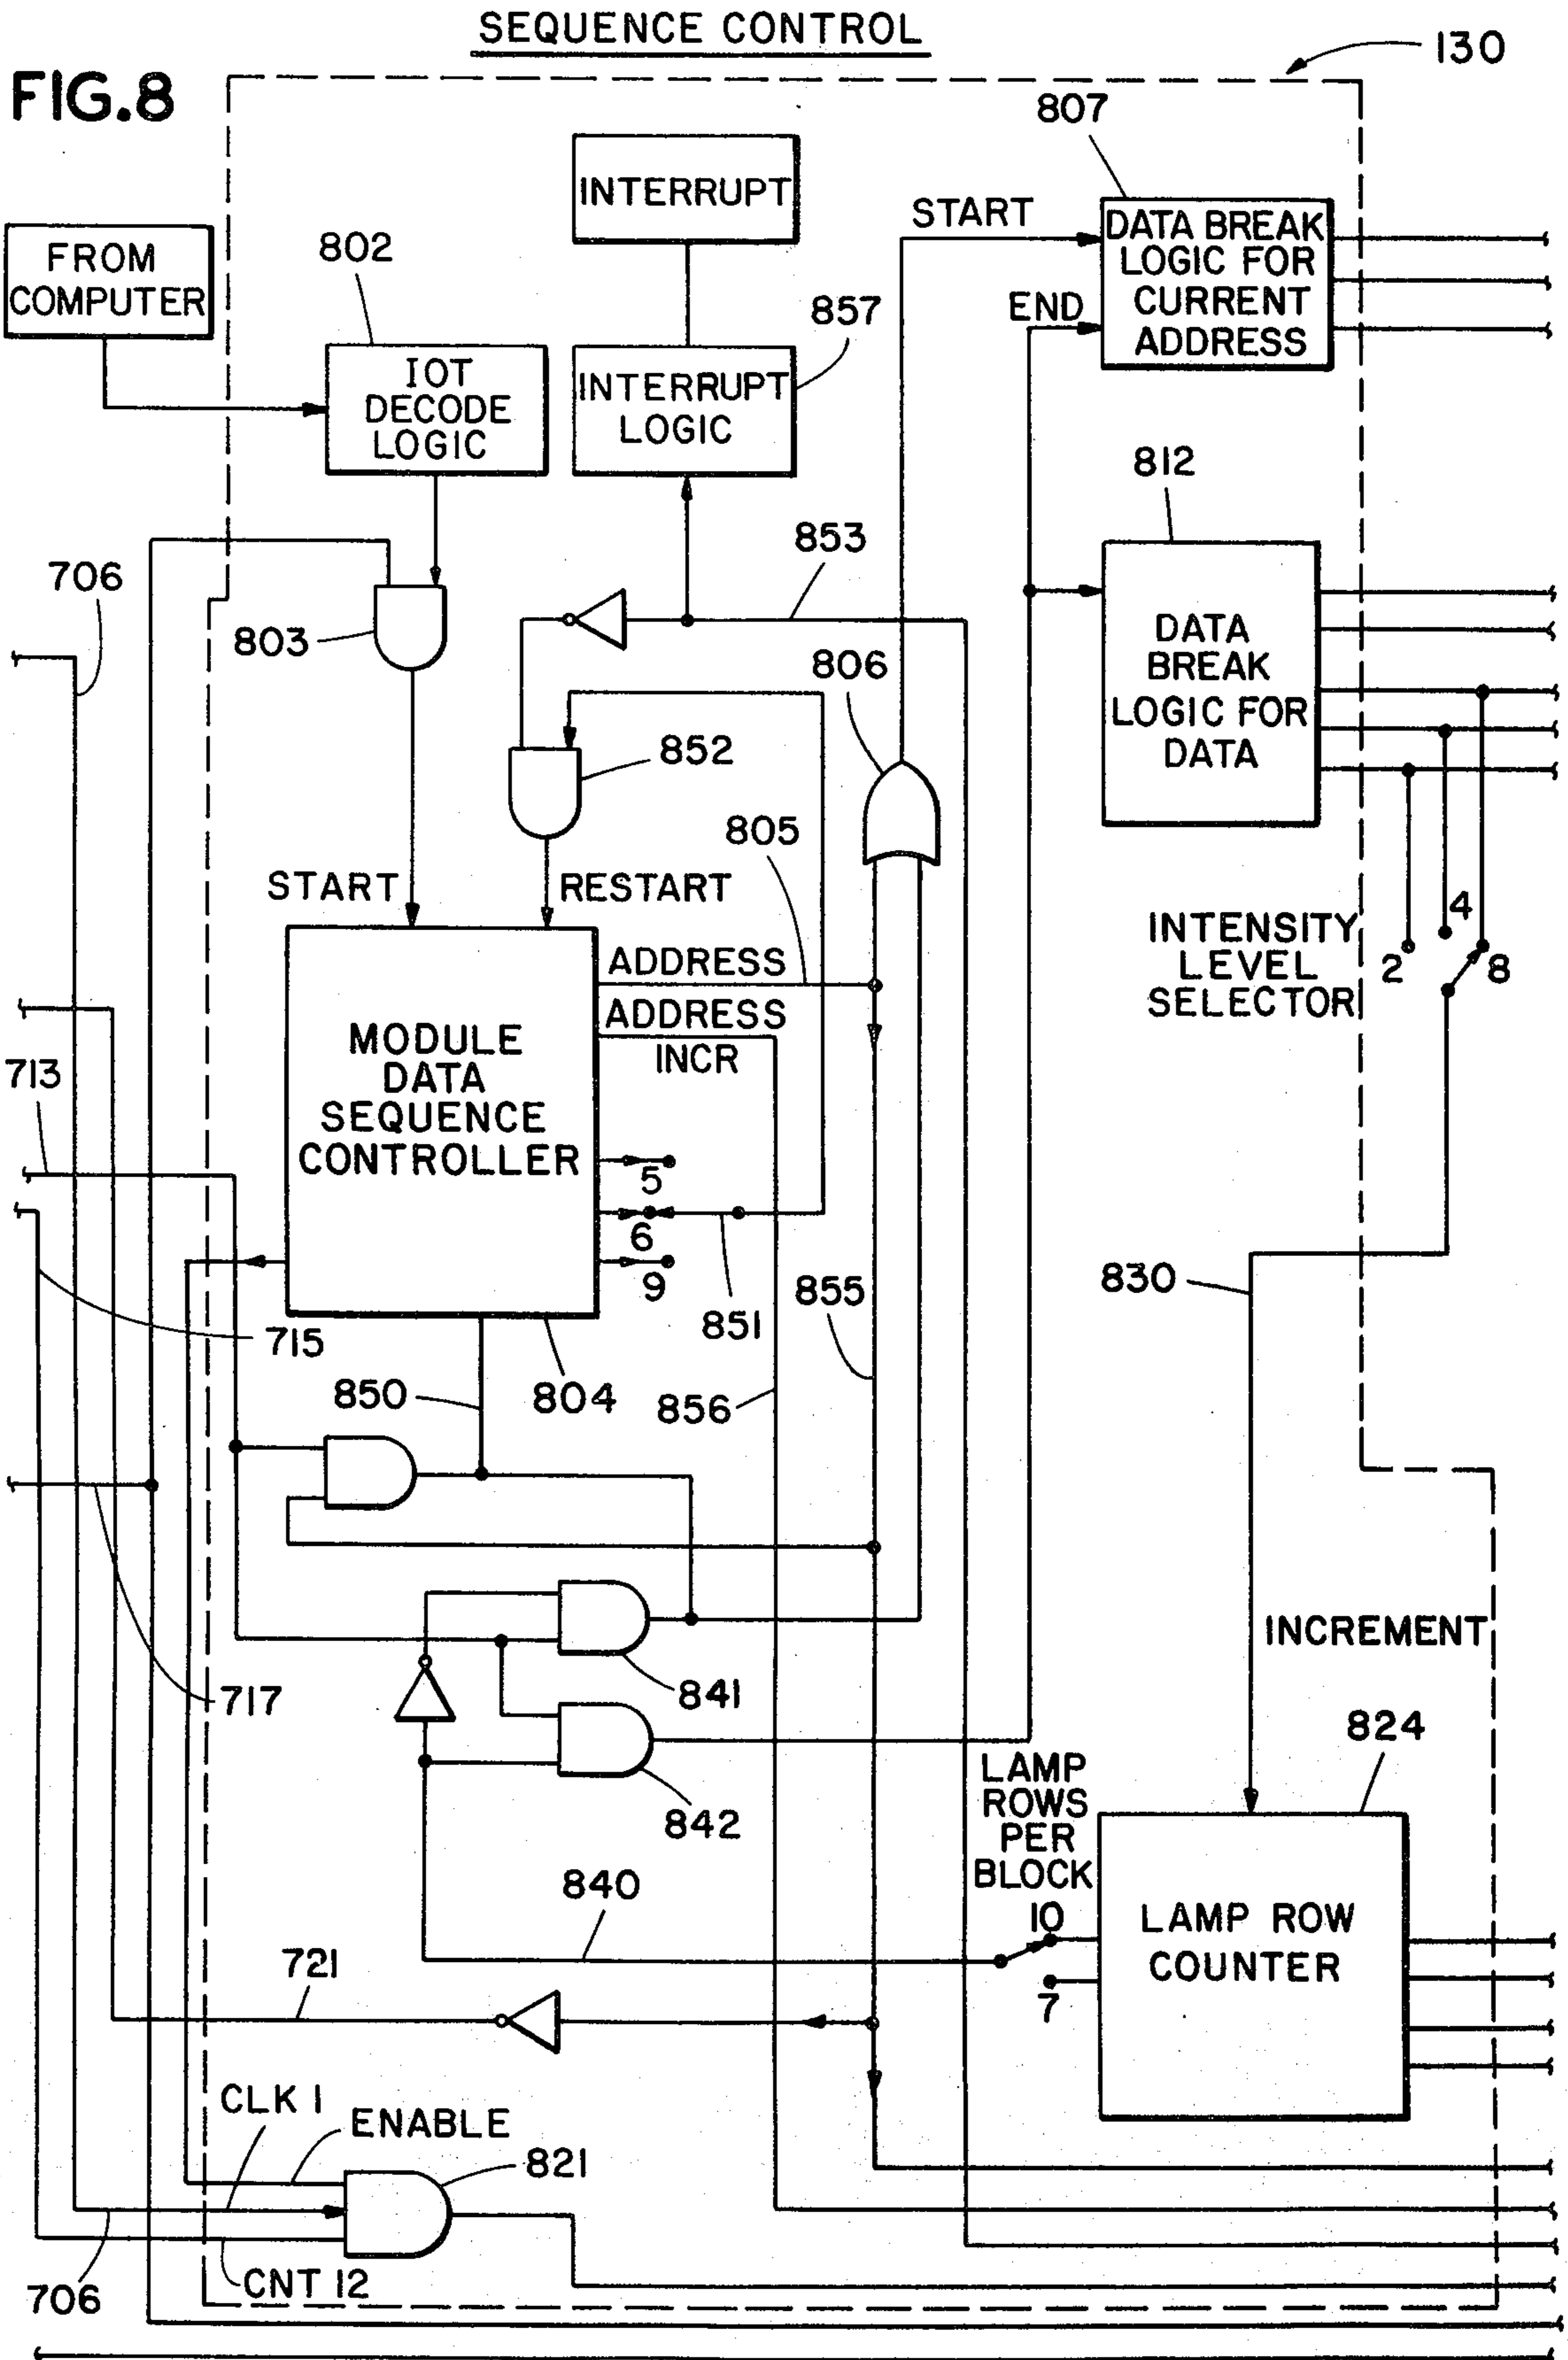 SEQUENCE CONTROL
FIG.8
130
807
INTERRUPT
START
DATA BREAK
LOGIC FOR
CURRENT
ADDRESS
FROM
COMPUTER
802
857
END
IOT
DECODE
LOGIC
INTERRUPT
LOGIC
812
853
706
803
806
DATA
BREAK
LOGIC FOR
DATA
852
805
START
RESTART
4
INTENSITY
LEVEL
SELECTOR
2
8
ADDRESS
ADDRESS
INCR
MODULE
DATA
SEQUENCE
CONTROLLER
713
5
6
9
851
855
830
715
850
804
856
INCREMENT
717
841
824
842
LAMP
ROWS
PER
BLOCK
840
10
LAMP ROW
COUNTER
7
721
CLK 1
ENABLE
821
706
CNT 12